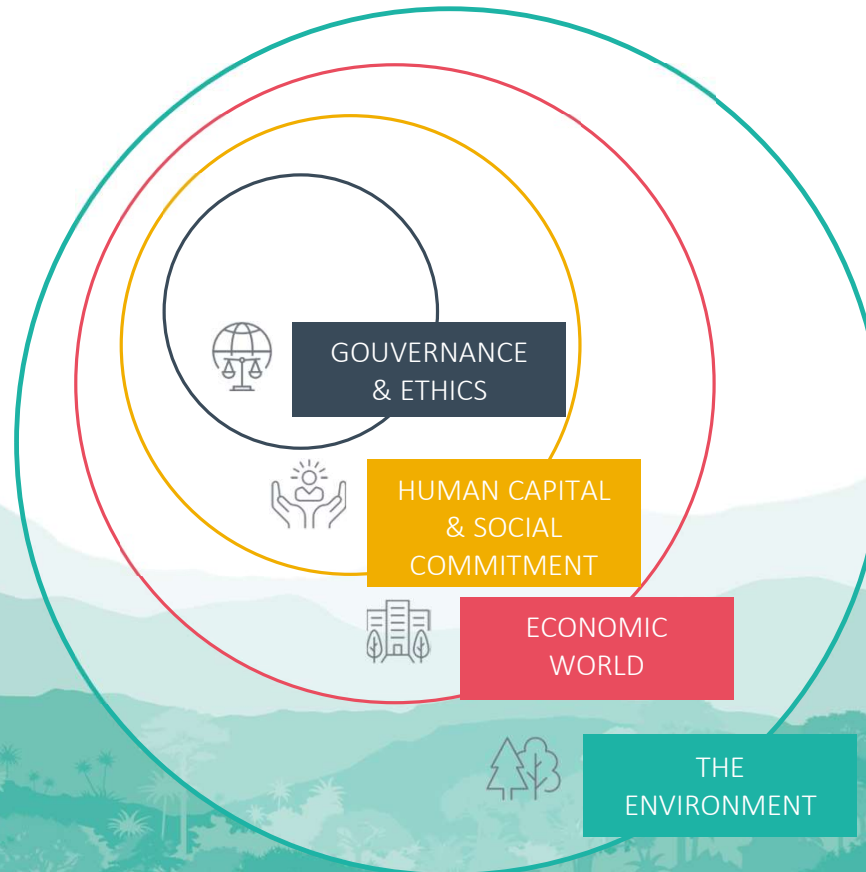 GOUVERNANCE
& ETHICS
HUMAN CAPITAL
& SOCIAL
COMMITMENT
ECONOMIC
WORLD
THE
ENVIRONMENT